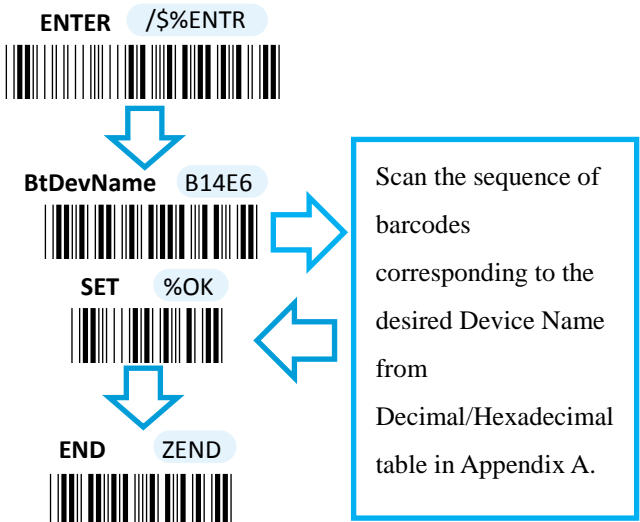 ENTER /$%ENTR
BtDevName B14E6
Scan the sequence of
barcodes
corresponding to the
desired Device Name
from
Decimal/Hexadecimal
table in Appendix A.
SET %OK
END ZEND